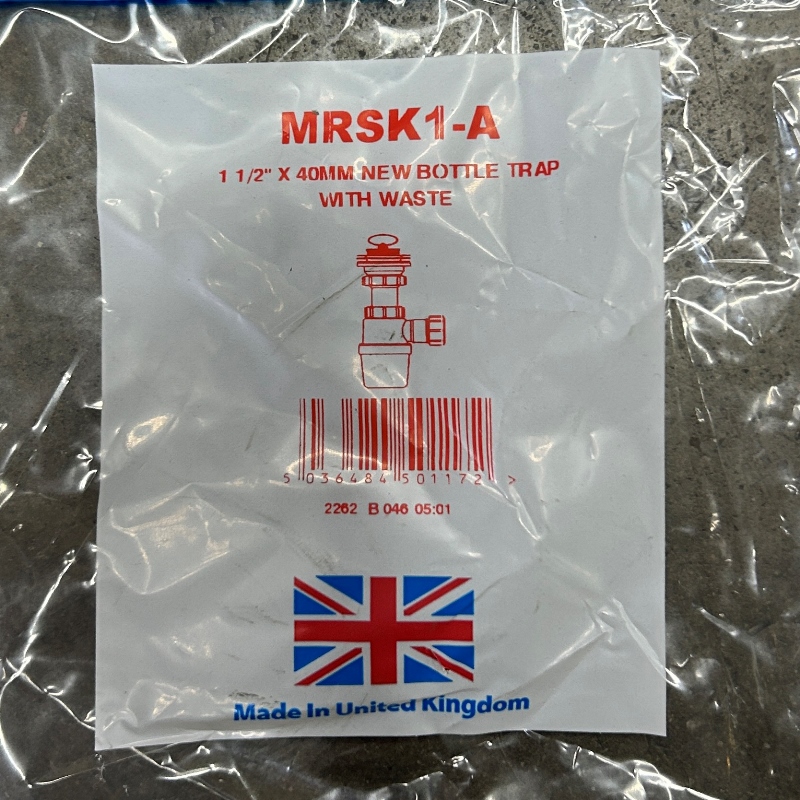 MRSK1-A
1 1/2" X 40MM NEW BOTTLE TRAP
WITH WASTE
5 036484 501172 >
2262 B 046 05:01
Made In United Kingdom